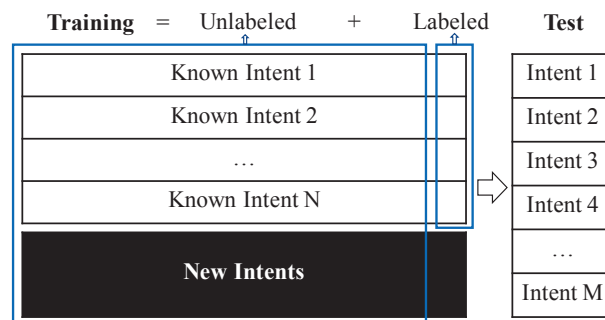 Training = Unlabeled + Labeled Test
Known Intent 1
Known Intent 2
...
Known Intent N
New Intents
Intent 1
Intent 2
Intent 3
Intent 4
...
Intent M